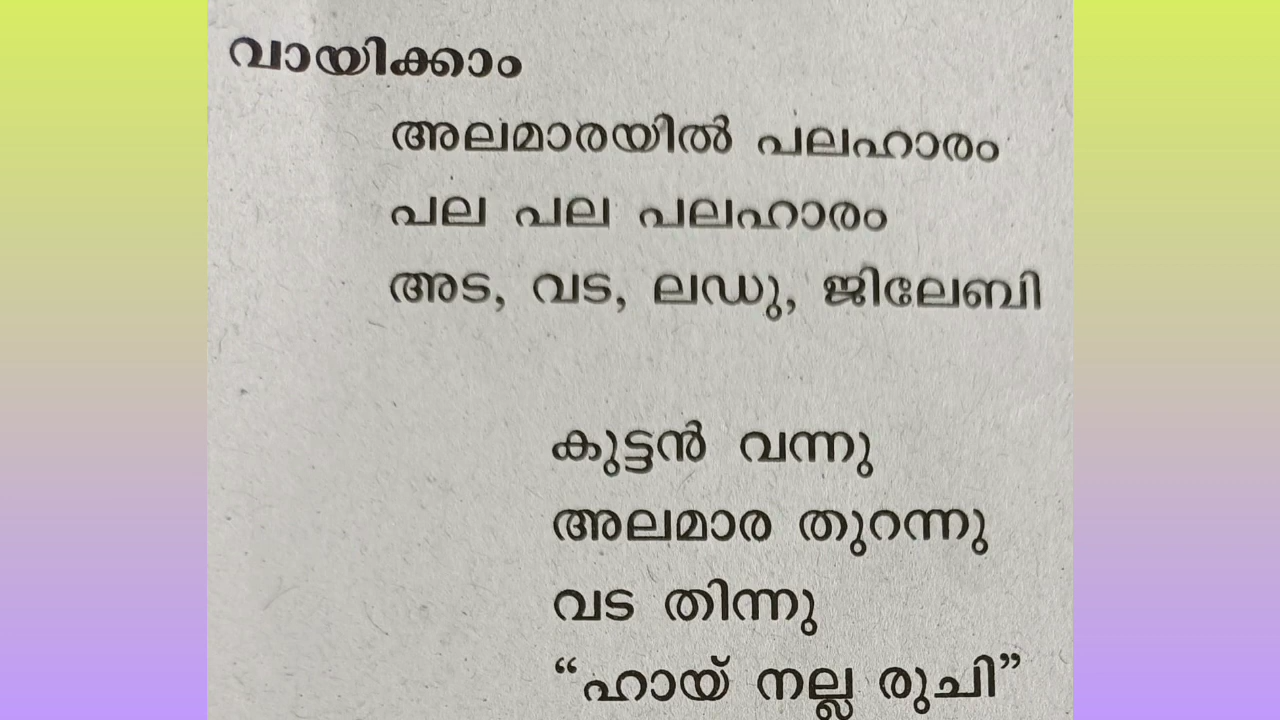 വായിക്കാം
അലമാരയിൽ പലഹാരം
പല പല പലഹാരം
അട, വട, ലഡു, ജിലേബി
കുട്ടൻ വന്നു
അലമാര തുറന്നു
വട തിന്നു
“ഹായ് നല്ല രുചി”